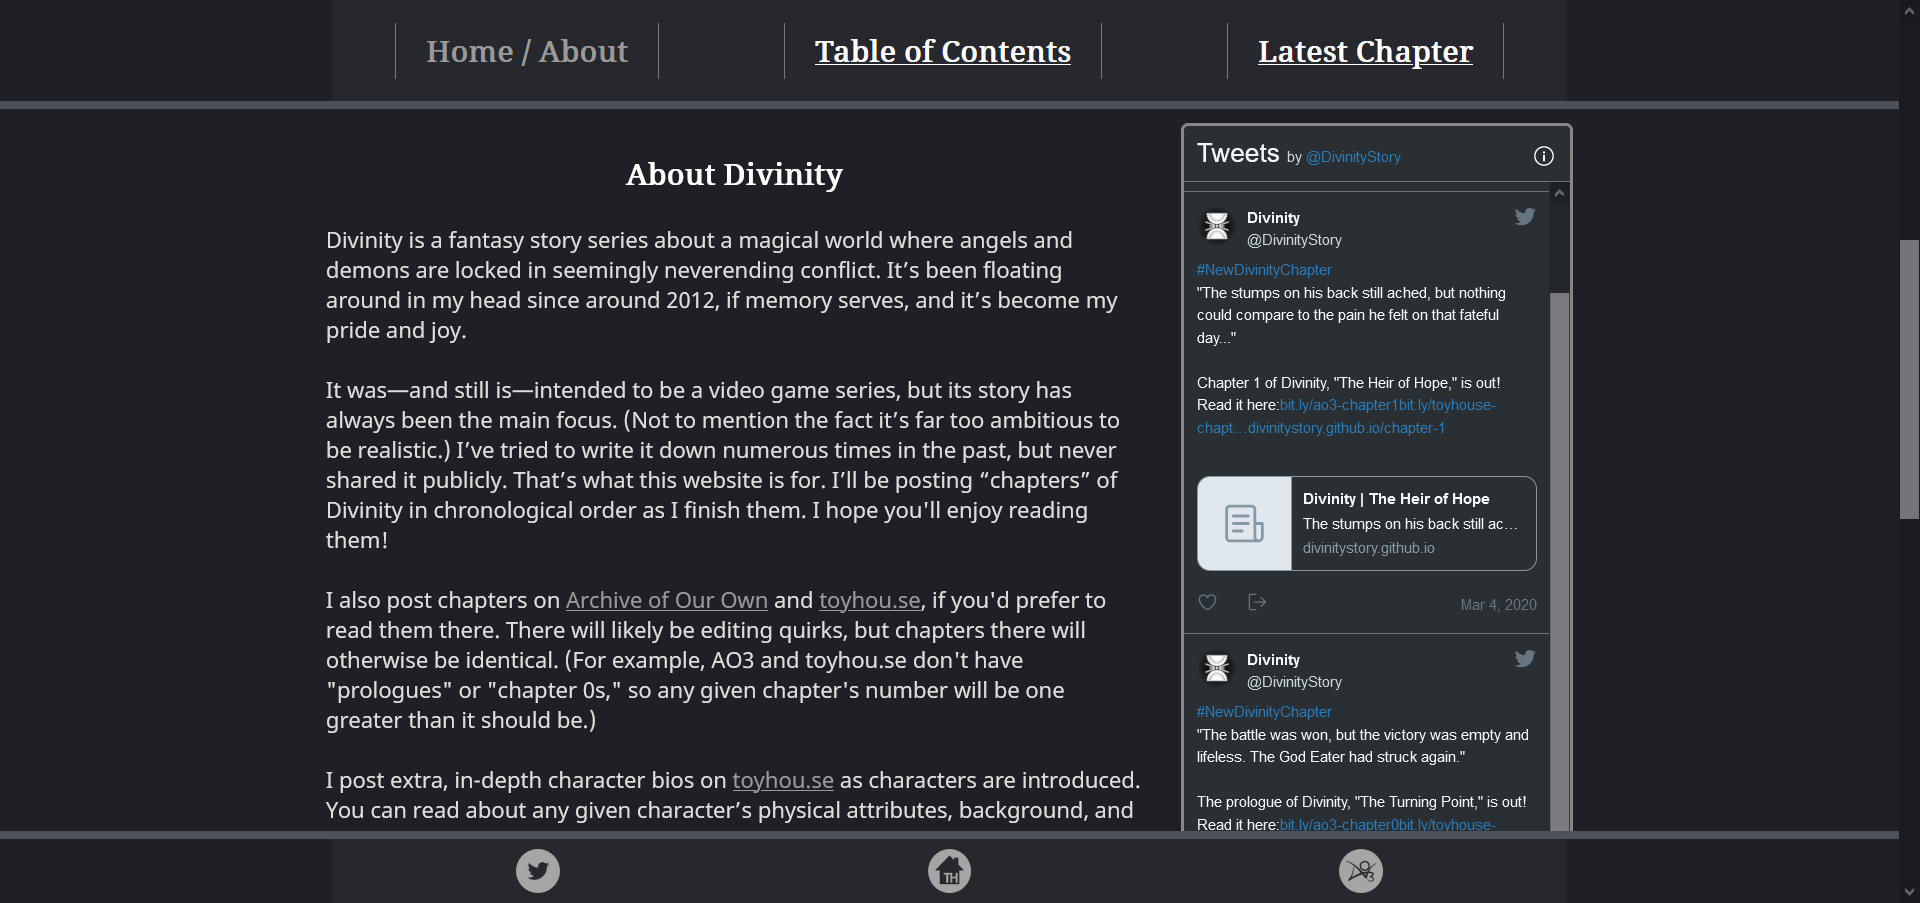 Home / About
Table of Contents
Latest Chapter
About Divinity
Divinity is a fantasy story series about a magical world where angels and
demons are locked in seemingly neverending conflict. It’s been floating
around in my head since around 2012, if memory serves, and it’s become my
pride and joy.
It was—and still is—intended to be a video game series, but its story has
always been the main focus. (Not to mention the fact it’s far too ambitious to
be realistic.) I’ve tried to write it down numerous times in the past, but never
shared it publicly. That’s what this website is for. I’ll be posting “chapters” of
Divinity in chronological order as I finish them. I hope you'll enjoy reading
them!
I also post chapters on Archive of Our Own and toyhou.se, if you'd prefer to
read them there. There will likely be editing quirks, but chapters there will
otherwise be identical. (For example, AO3 and toyhou.se don't have
"prologues" or "chapter 0s," so any given chapter's number will be one
greater than it should be.)
I post extra, in-depth character bios on toyhou.se as characters are introduced.
You can read about any given character’s physical attributes, background, and
Tweets by @DivinityStory
Divinity
@DivinityStory
#NewDivinityChapter
"The stumps on his back still ached, but nothing
could compare to the pain he felt on that fateful
day..."
Chapter 1 of Divinity, "The Heir of Hope," is out!
Read it here:bit.ly/ao3-chapter1bit.ly/toyhouse-
chapt…divinitystory.github.io/chapter-1
Divinity | The Heir of Hope
The stumps on his back still ac…
divinitystory.github.io
Mar 4, 2020
Divinity
@DivinityStory
#NewDivinityChapter
"The battle was won, but the victory was empty and
lifeless. The God Eater had struck again."
The prologue of Divinity, "The Turning Point," is out!
Read it here:bit.ly/ao3-chapter0bit.ly/toyhouse-
TH